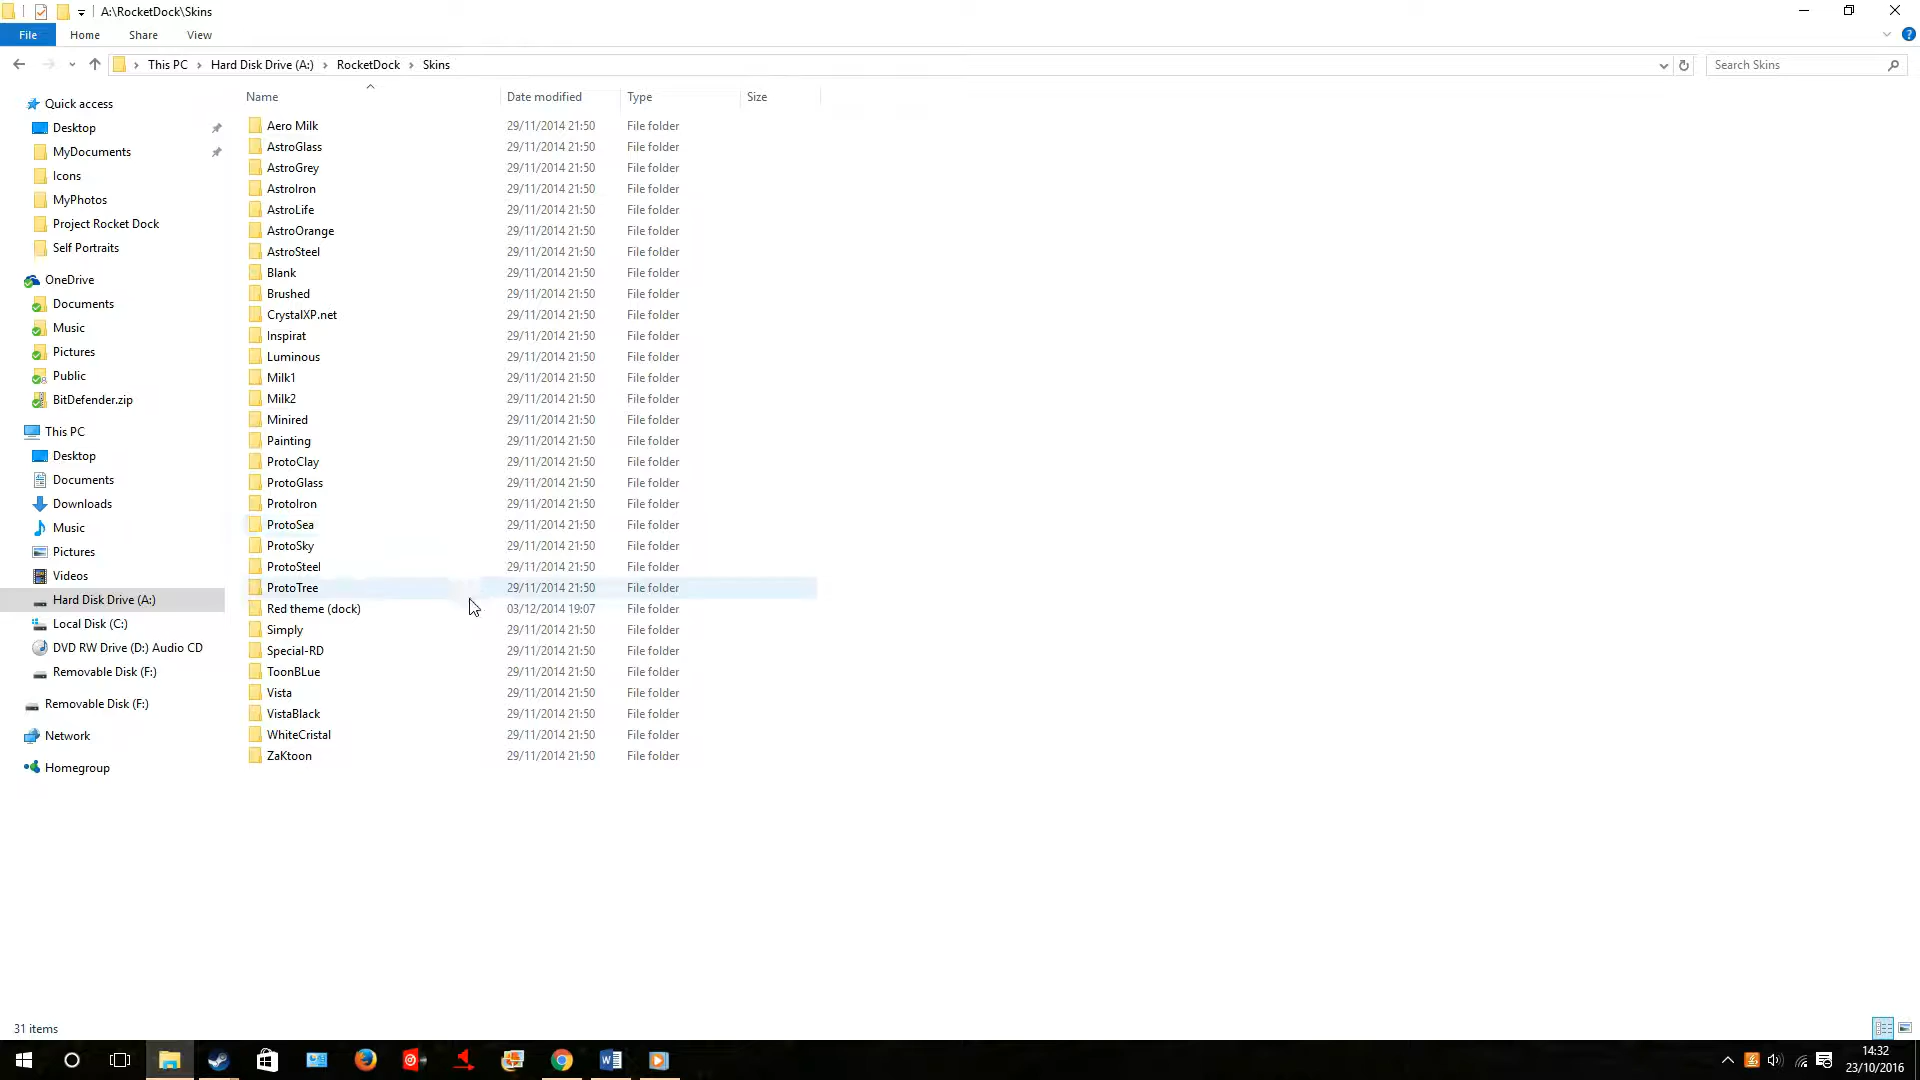 A:\RocketDock\Skins
File Home Share View
This PC Hard Disk Drive (A:) RocketDock Skins
Search Skins
Name Date modified Type Size
Quick access
Desktop
MyDocuments
Icons
MyPhotos
Project Rocket Dock
Self Portraits
OneDrive
Documents
Music
Pictures
Public
BitDefender.zip
This PC
Desktop
Documents
Downloads
Music
Pictures
Videos
Hard Disk Drive (A:)
Local Disk (C:)
DVD RW Drive (D:) Audio CD
Removable Disk (F:)
Removable Disk (F:)
Network
Homegroup
Aero Milk 29/11/2014 21:50 File folder
AstroGlass 29/11/2014 21:50 File folder
AstroGrey 29/11/2014 21:50 File folder
AstroIron 29/11/2014 21:50 File folder
AstroLife 29/11/2014 21:50 File folder
AstroOrange 29/11/2014 21:50 File folder
AstroSteel 29/11/2014 21:50 File folder
Blank 29/11/2014 21:50 File folder
Brushed 29/11/2014 21:50 File folder
CrystalXP.net 29/11/2014 21:50 File folder
Inspirat 29/11/2014 21:50 File folder
Luminous 29/11/2014 21:50 File folder
Milk1 29/11/2014 21:50 File folder
Milk2 29/11/2014 21:50 File folder
Minired 29/11/2014 21:50 File folder
Painting 29/11/2014 21:50 File folder
ProtoClay 29/11/2014 21:50 File folder
ProtoGlass 29/11/2014 21:50 File folder
ProtoIron 29/11/2014 21:50 File folder
ProtoSea 29/11/2014 21:50 File folder
ProtoSky 29/11/2014 21:50 File folder
ProtoSteel 29/11/2014 21:50 File folder
ProtoTree 29/11/2014 21:50 File folder
Red theme (dock) 03/12/2014 19:07 File folder
Simply 29/11/2014 21:50 File folder
Special-RD 29/11/2014 21:50 File folder
ToonBLue 29/11/2014 21:50 File folder
Vista 29/11/2014 21:50 File folder
VistaBlack 29/11/2014 21:50 File folder
WhiteCristal 29/11/2014 21:50 File folder
ZaKtoon 29/11/2014 21:50 File folder
31 items
14:32
23/10/2016